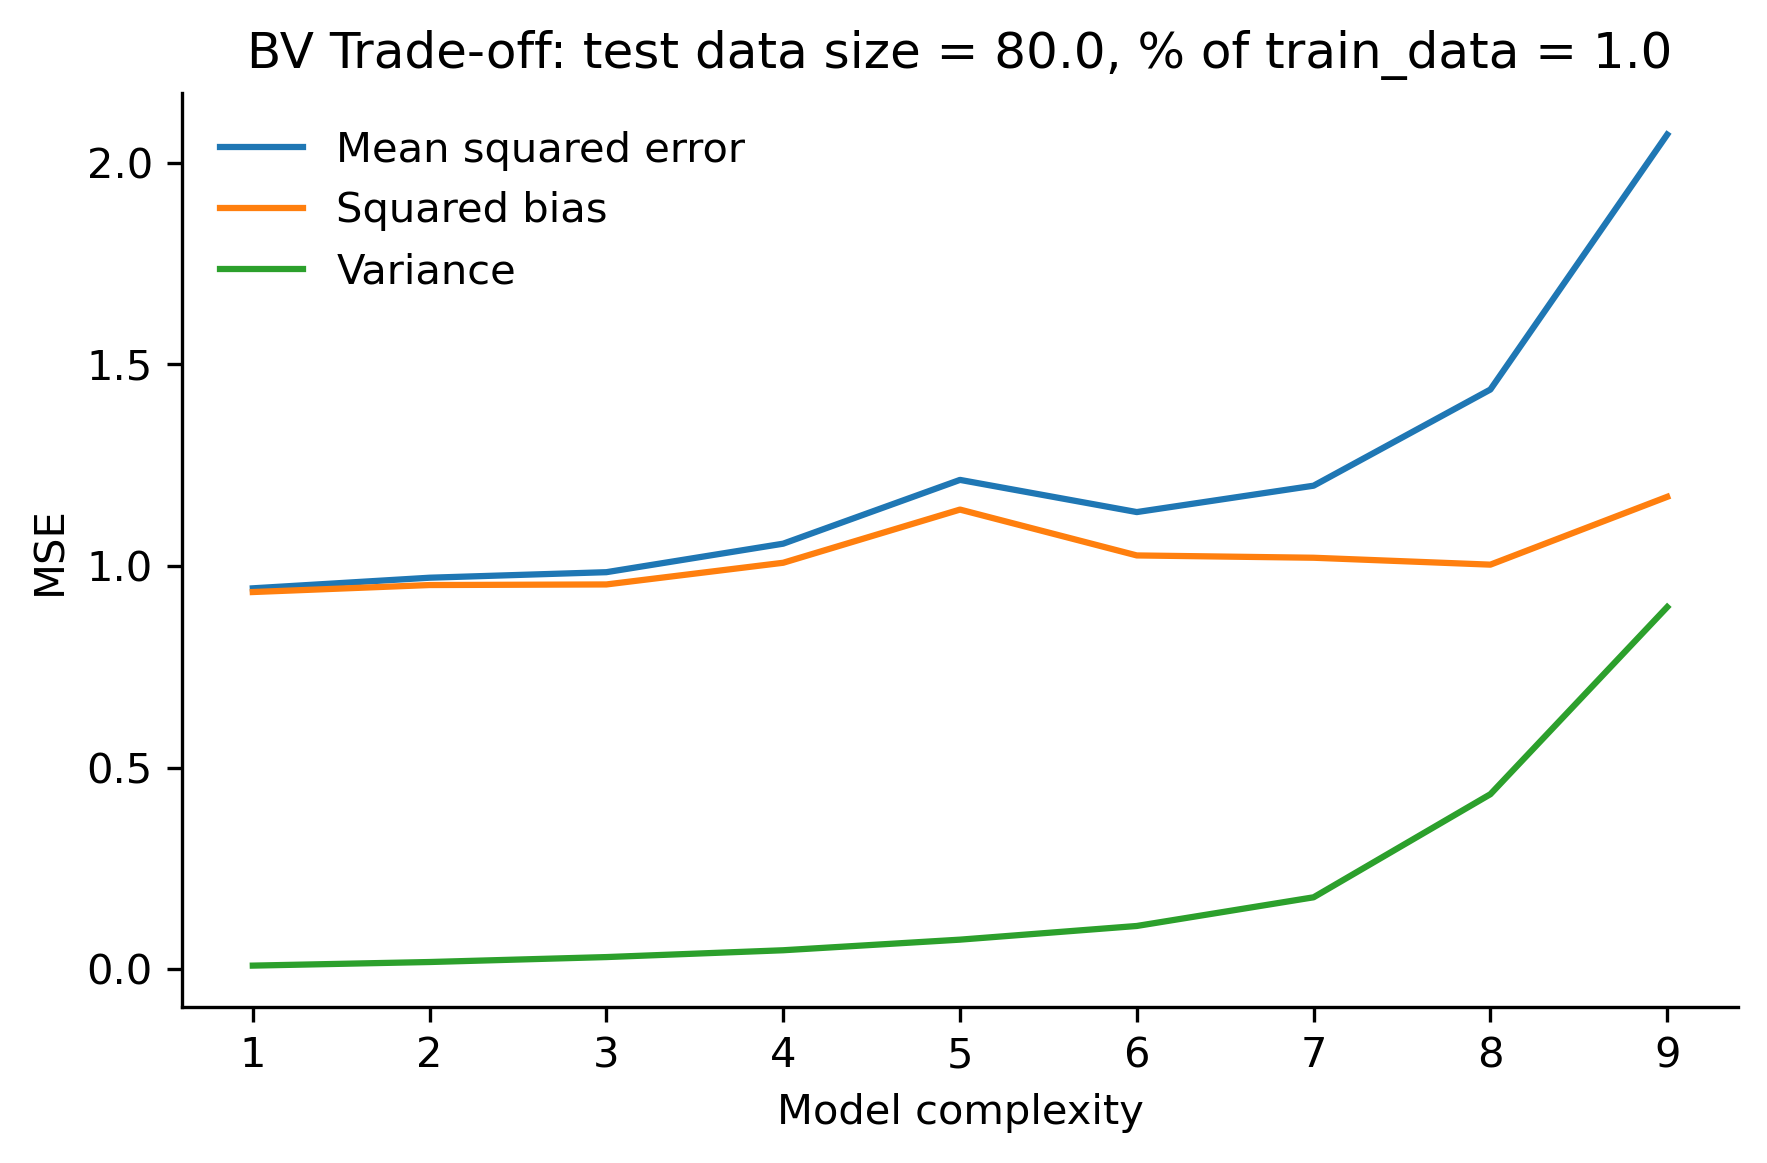 BV Trade-off: test data size = 80.0, % of train_data = 1.0
Mean squared error
Squared bias
Variance
2.0
1.5
1.0
0.5
0.0
MSE
1 2 3 4 5 6 7 8 9
Model complexity